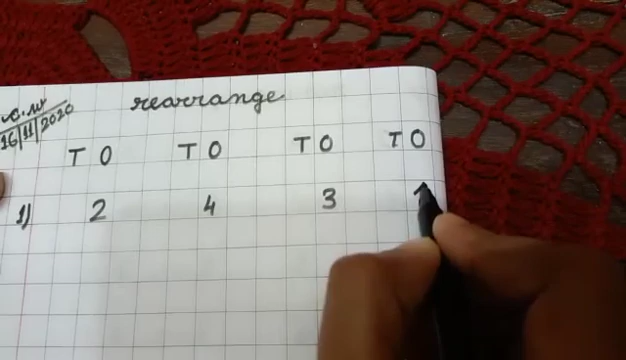 c.w
16/11/2020
rearrange
T O T O T O T O
1) 2 4 3